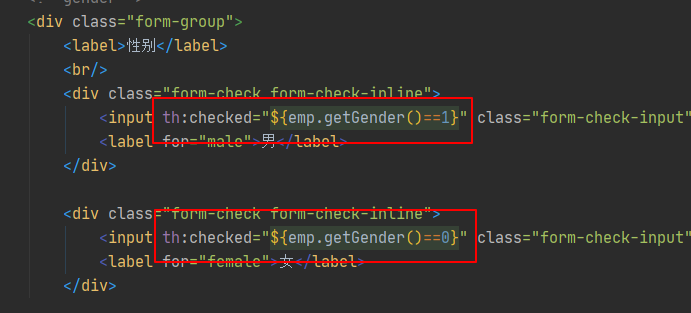 <div class="form-group">
<label>性别</label>
<br/>
<div class="form-check form-check-inline">
<input th:checked="${emp.getGender()==1}" class="form-check-input"
<label for="male">男</label>
</div>
<div class="form-check form-check-inline">
<input th:checked="${emp.getGender()==0}" class="form-check-input"
<label for="female">女</label>
</div>